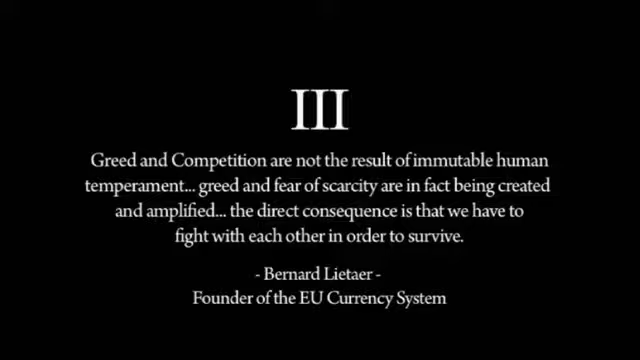 III
Greed and Competition are not the result of immutable human
temperament... greed and fear of scarcity are in fact being created
and amplified... the direct consequence is that we have to
fight with each other in order to survive.
- Bernard Lietaer -
Founder of the EU Currency System